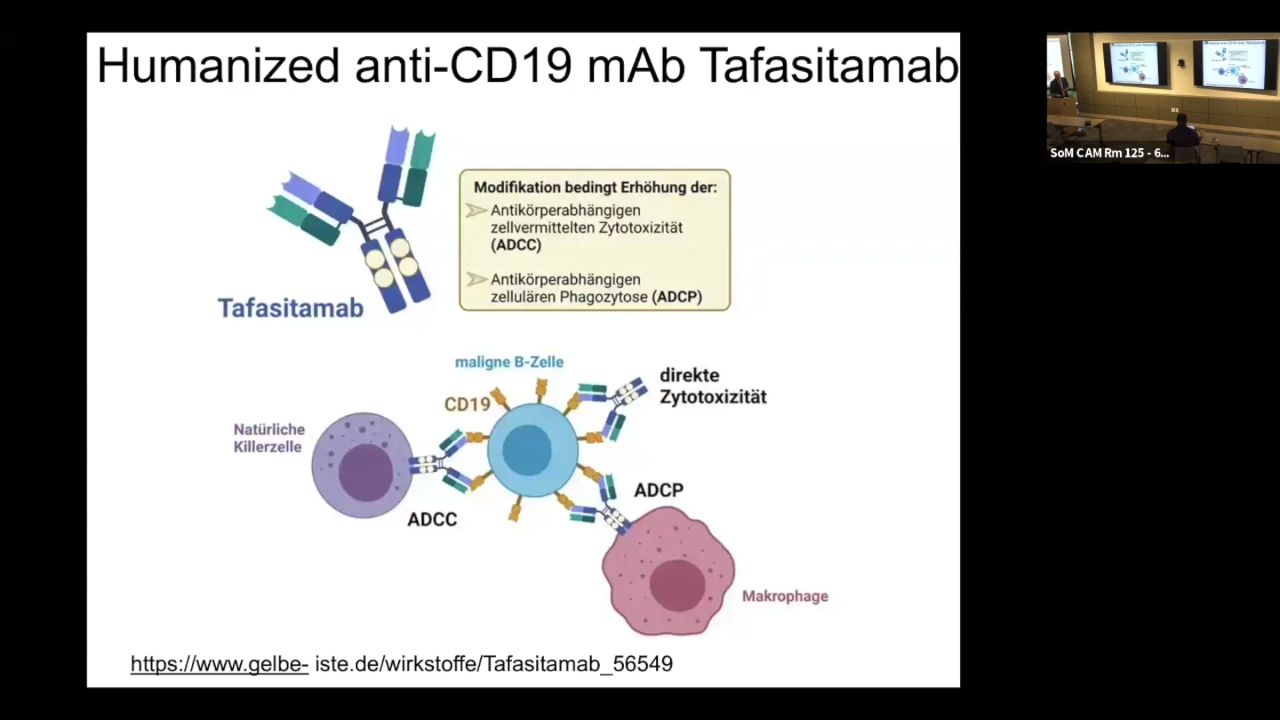 Humanized anti-CD19 mAb Tafasitamab
Modifikation bedingt Erhöhung der:
Antikörperabhängigen
zellvermittelten Zytotoxizität
(ADCC)
Antikörperabhängigen
zellulären Phagozytose (ADCP)
Tafasitamab
maligne B-Zelle
direkte
Zytotoxizität
CD19
Natürliche
Killerzelle
ADCP
ADCC
Makrophage
https://www.gelbe- iste.de/wirkstoffe/Tafasitamab_56549
SoM CAM Rm 125 - 6...